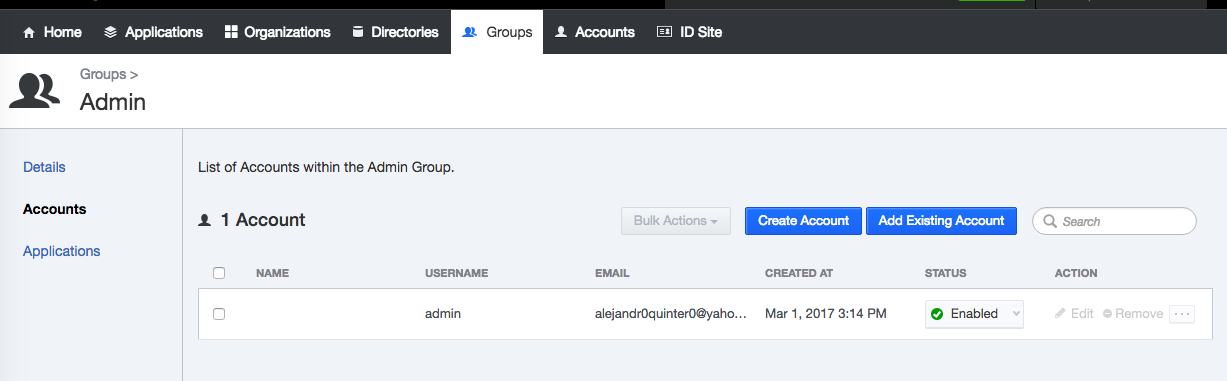 Home Applications Organizations Directories Groups Accounts ID Site
Groups >
Admin
Details
Accounts
Applications
List of Accounts within the Admin Group.
1 Account
Bulk Actions
Create Account
Add Existing Account
Search
NAME USERNAME EMAIL CREATED AT STATUS ACTION
admin alejandr0quinter0@yaho... Mar 1, 2017 3:14 PM Enabled Edit Remove ...